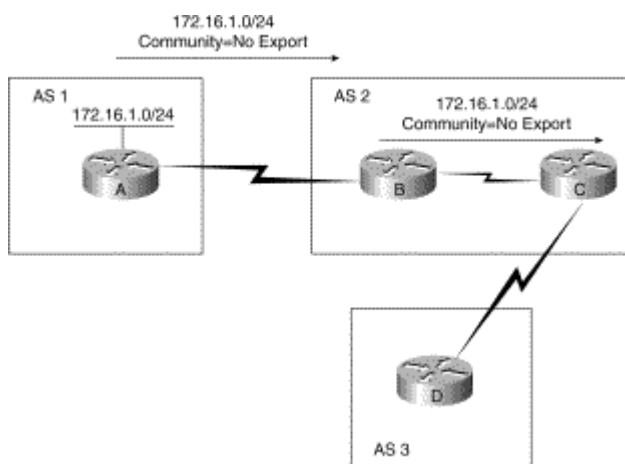 172.16.1.0/24
Community=No Export
AS 1
172.16.1.0/24
A
AS 2
172.16.1.0/24
Community=No Export
B
C
D
AS 3